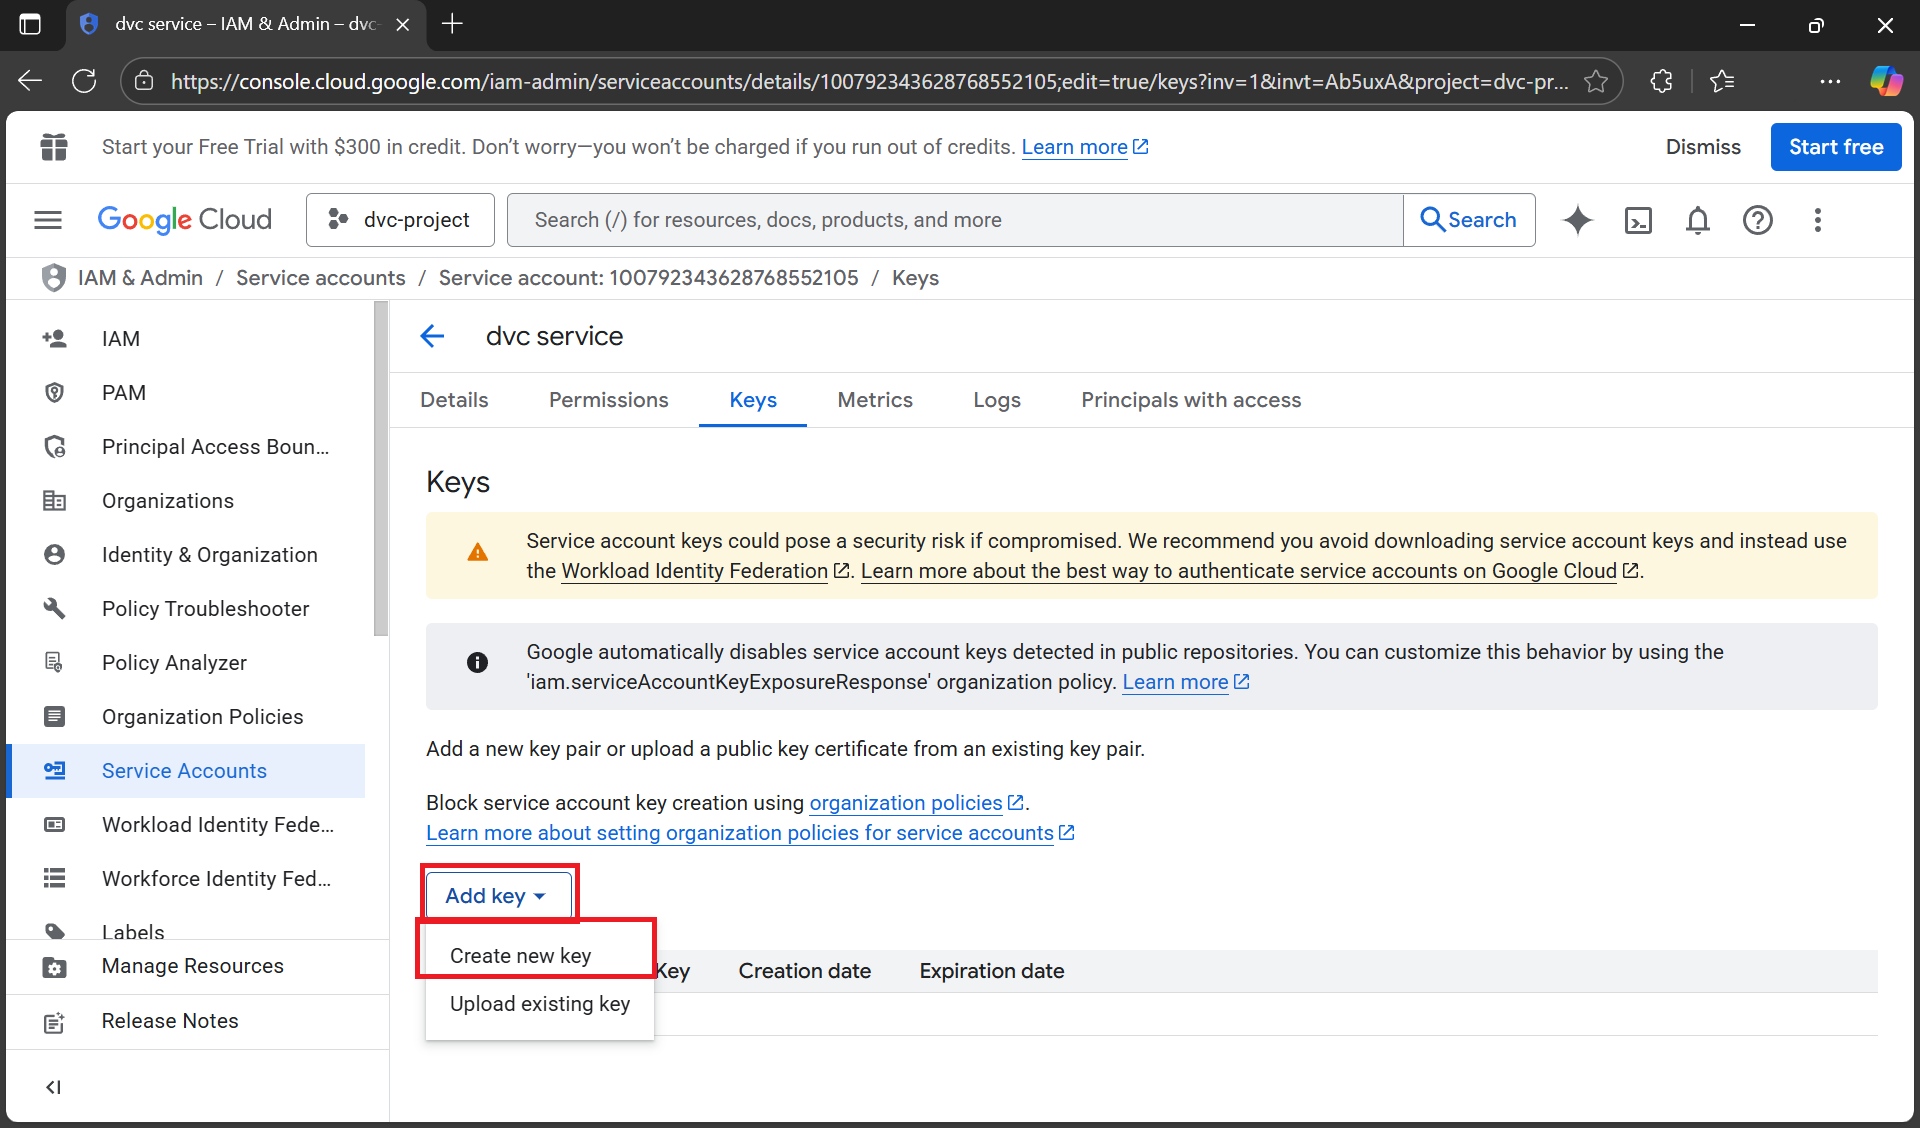 dvc service – IAM & Admin – dvc-
https://console.cloud.google.com/iam-admin/serviceaccounts/details/100792343628768552105;edit=true/keys?inv=1&invt=Ab5uxA&project=dvc-pr...
Start your Free Trial with $300 in credit. Don’t worry—you won’t be charged if you run out of credits. Learn more
Dismiss
Start free
Google Cloud
dvc-project
Search (/) for resources, docs, products, and more
Search
IAM & Admin / Service accounts / Service account: 100792343628768552105 / Keys
IAM
PAM
Principal Access Boun...
Organizations
Identity & Organization
Policy Troubleshooter
Policy Analyzer
Organization Policies
Service Accounts
Workload Identity Fede...
Workforce Identity Fed...
Labels
Manage Resources
Release Notes
dvc service
Details
Permissions
Keys
Metrics
Logs
Principals with access
Keys
Service account keys could pose a security risk if compromised. We recommend you avoid downloading service account keys and instead use
the Workload Identity Federation. Learn more about the best way to authenticate service accounts on Google Cloud.
Google automatically disables service account keys detected in public repositories. You can customize this behavior by using the
'iam.serviceAccountKeyExposureResponse' organization policy. Learn more
Add a new key pair or upload a public key certificate from an existing key pair.
Block service account key creation using organization policies.
Learn more about setting organization policies for service accounts
Add key
Create new key
Upload existing key
Key
Creation date
Expiration date